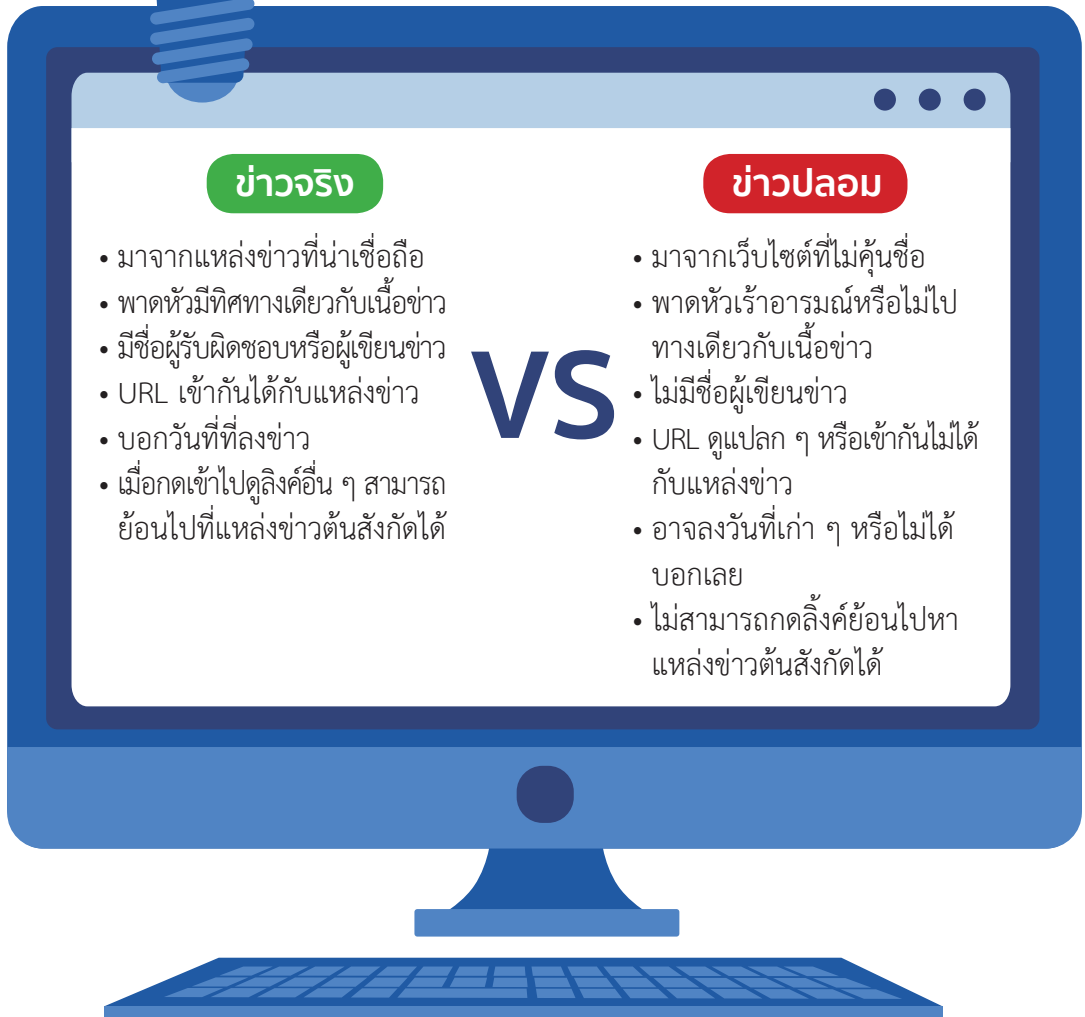 ข่าวจริง
• มาจากแหล่งข่าวที่น่าเชื่อถือ
• พาดหัวมีทิศทางเดียวกับเนื้อข่าว
• มีชื่อผู้รับผิดชอบหรือผู้เขียนข่าว
• URL เข้ากันได้กับแหล่งข่าว
• บอกวันที่ที่ลงข่าว
• เมื่อกดเข้าไปดูลิงค์อื่น ๆ สามารถ
ย้อนไปที่แหล่งข่าวต้นสังกัดได้
VS
ข่าวปลอม
• มาจากเว็บไซต์ที่ไม่คุ้นชื่อ
• พาดหัวเร้าอารมณ์หรือไม่ไป
ทางเดียวกับเนื้อข่าว
• ไม่มีชื่อผู้เขียนข่าว
• URL ดูแปลก ๆ หรือเข้ากันไม่ได้
กับแหล่งข่าว
• อาจลงวันที่เก่า ๆ หรือไม่ได้
บอกเลย
• ไม่สามารถกดลิ้งค์ย้อนไปหา
แหล่งข่าวต้นสังกัดได้